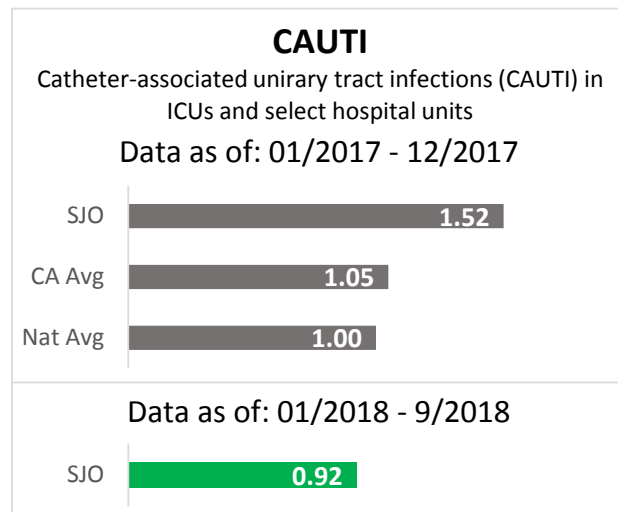 CAUTI
Catheter-associated unirary tract infections (CAUTI) in
ICUs and select hospital units
Data as of: 01/2017 - 12/2017
SJO 1.52
CA Avg 1.05
Nat Avg 1.00
Data as of: 01/2018 - 9/2018
SJO 0.92